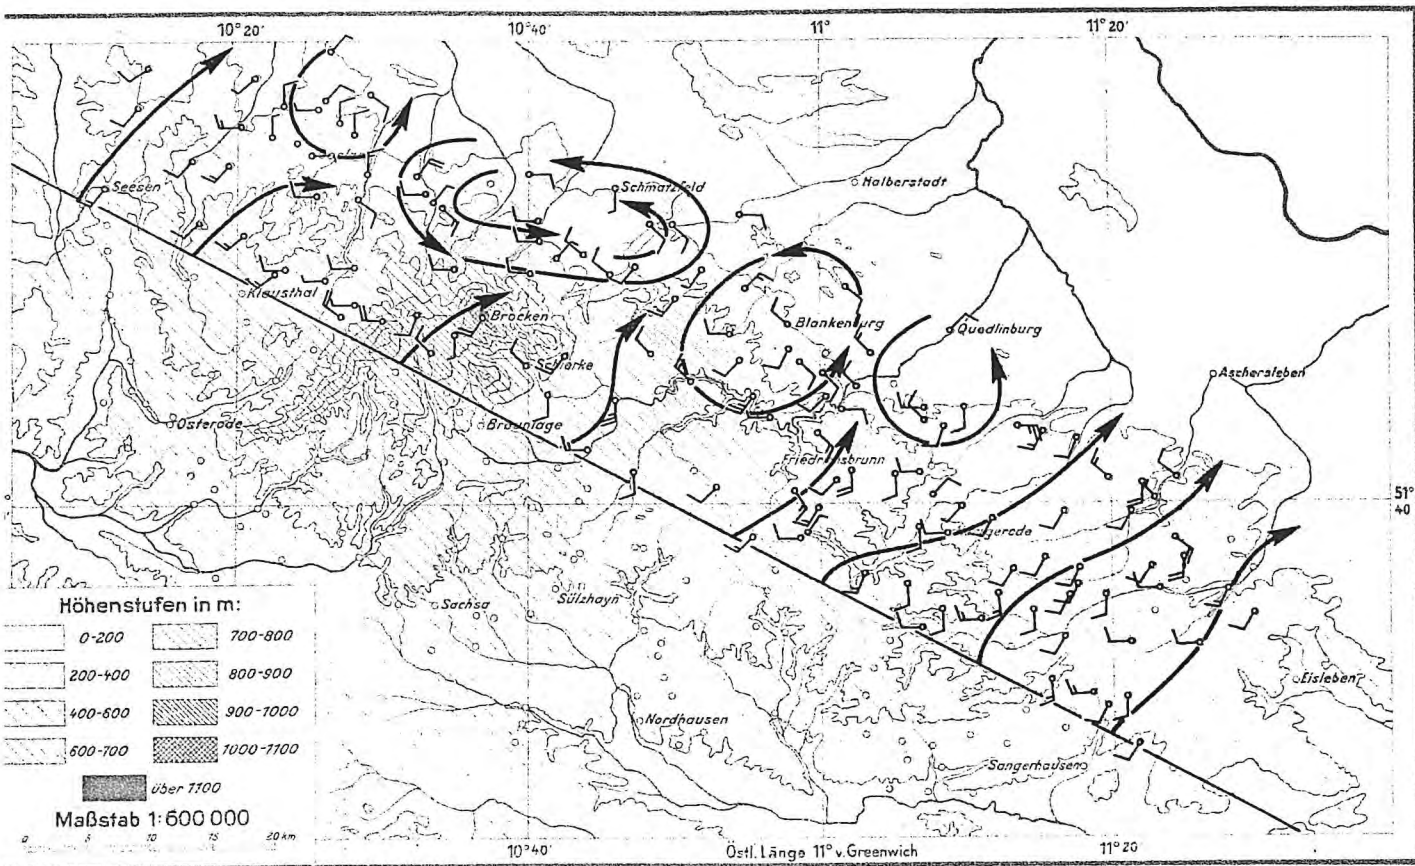 10° 20'
10° 40'
11°
11° 20'
Seesen
Schmatzfeld
Halberstadt
Klausthal
Brocken
Blankenburg
Quedlinburg
Schierke
Aschersleben
Osterode
Braunlage
51°
40
Sachsa
Sülzhayn
Eisleben
Nordhausen
Sangerhausen
Höhenstufen in m:
0-200
700-800
200-400
800-900
400-600
900-1000
600-700
1000-1100
über 1100
Maßstab 1:600 000
0 5 10 15 20 km
10° 40'
Östl. Länge 11° v. Greenwich
11° 20'